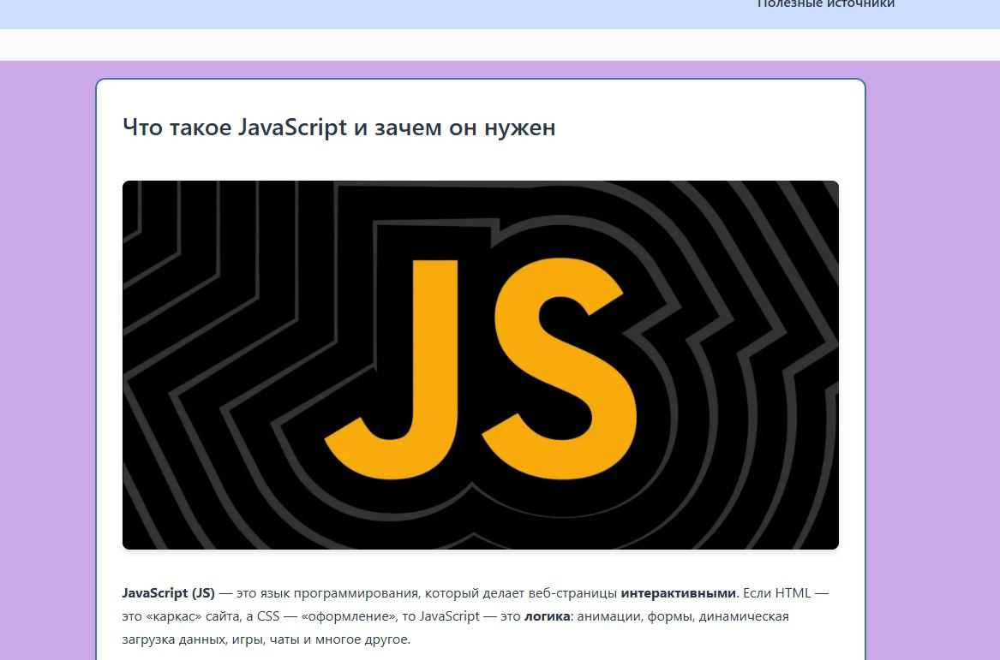 Полезные источники
Что такое JavaScript и зачем он нужен
JS
JavaScript (JS) — это язык программирования, который делает веб-страницы интерактивными. Если HTML —
это «каркас» сайта, а CSS — «оформление», то JavaScript — это логика: анимации, формы, динамическая
загрузка данных, игры, чаты и многое другое.